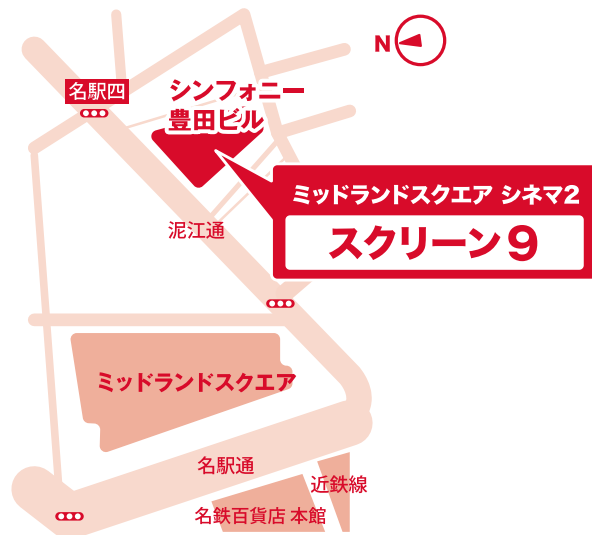 N
名駅四
シンフォニー
豊田ビル
ミッドランドスクエア シネマ2
スクリーン9
泥江通
ミッドランドスクエア
名駅通
近鉄線
名鉄百貨店 本館